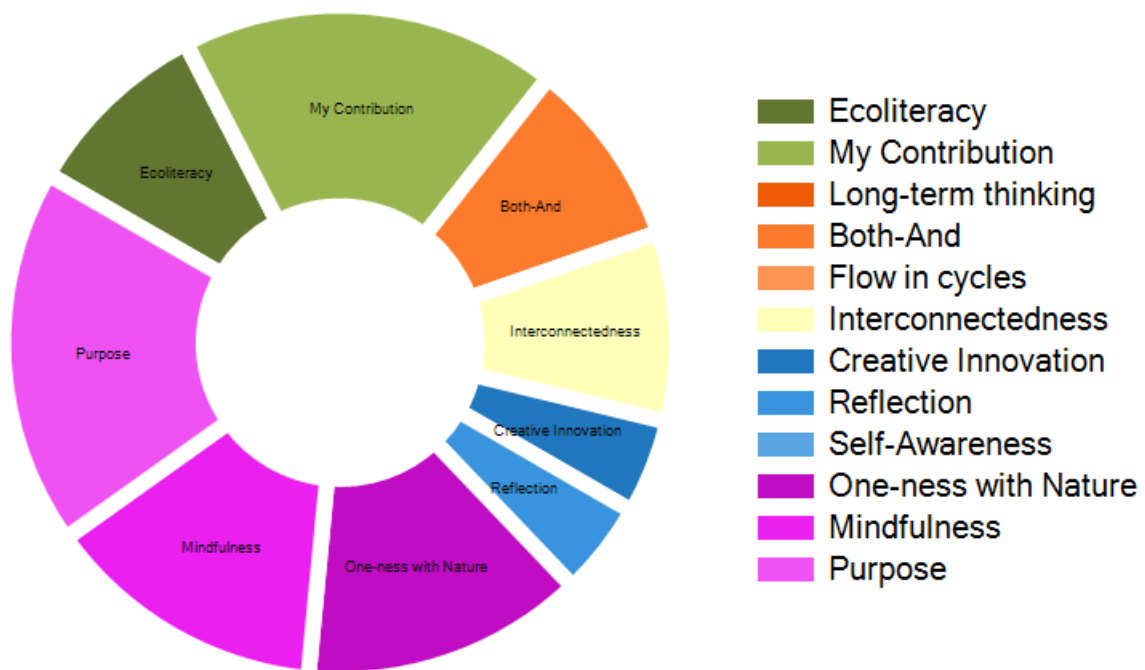 My Contribution
Ecoliteracy
Both-And
Interconnectedness
Purpose
Creative Innovation
Reflection
Mindfulness
One-ness with Nature
Ecoliteracy
My Contribution
Long-term thinking
Both-And
Flow in cycles
Interconnectedness
Creative Innovation
Reflection
Self-Awareness
One-ness with Nature
Mindfulness
Purpose